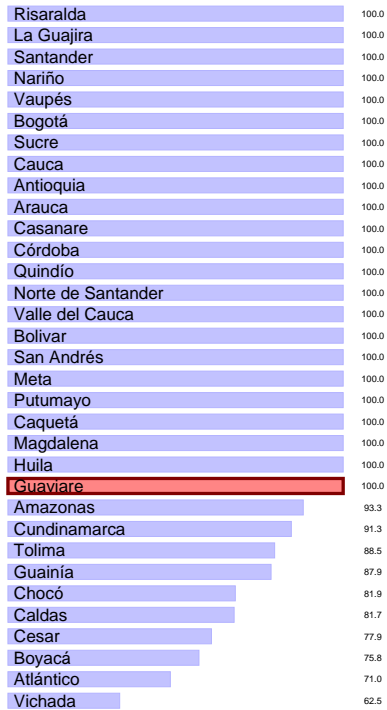 Risaralda 100.0
La Guajira 100.0
Santander 100.0
Nariño 100.0
Vaupés 100.0
Bogotá 100.0
Sucre 100.0
Cauca 100.0
Antioquia 100.0
Arauca 100.0
Casanare 100.0
Córdoba 100.0
Quindío 100.0
Norte de Santander 100.0
Valle del Cauca 100.0
Bolivar 100.0
San Andrés 100.0
Meta 100.0
Putumayo 100.0
Caquetá 100.0
Magdalena 100.0
Huila 100.0
Guaviare 100.0
Amazonas 93.3
Cundinamarca 91.3
Tolima 88.5
Guainía 87.9
Chocó 81.9
Caldas 81.7
Cesar 77.9
Boyacá 75.8
Atlántico 71.0
Vichada 62.5